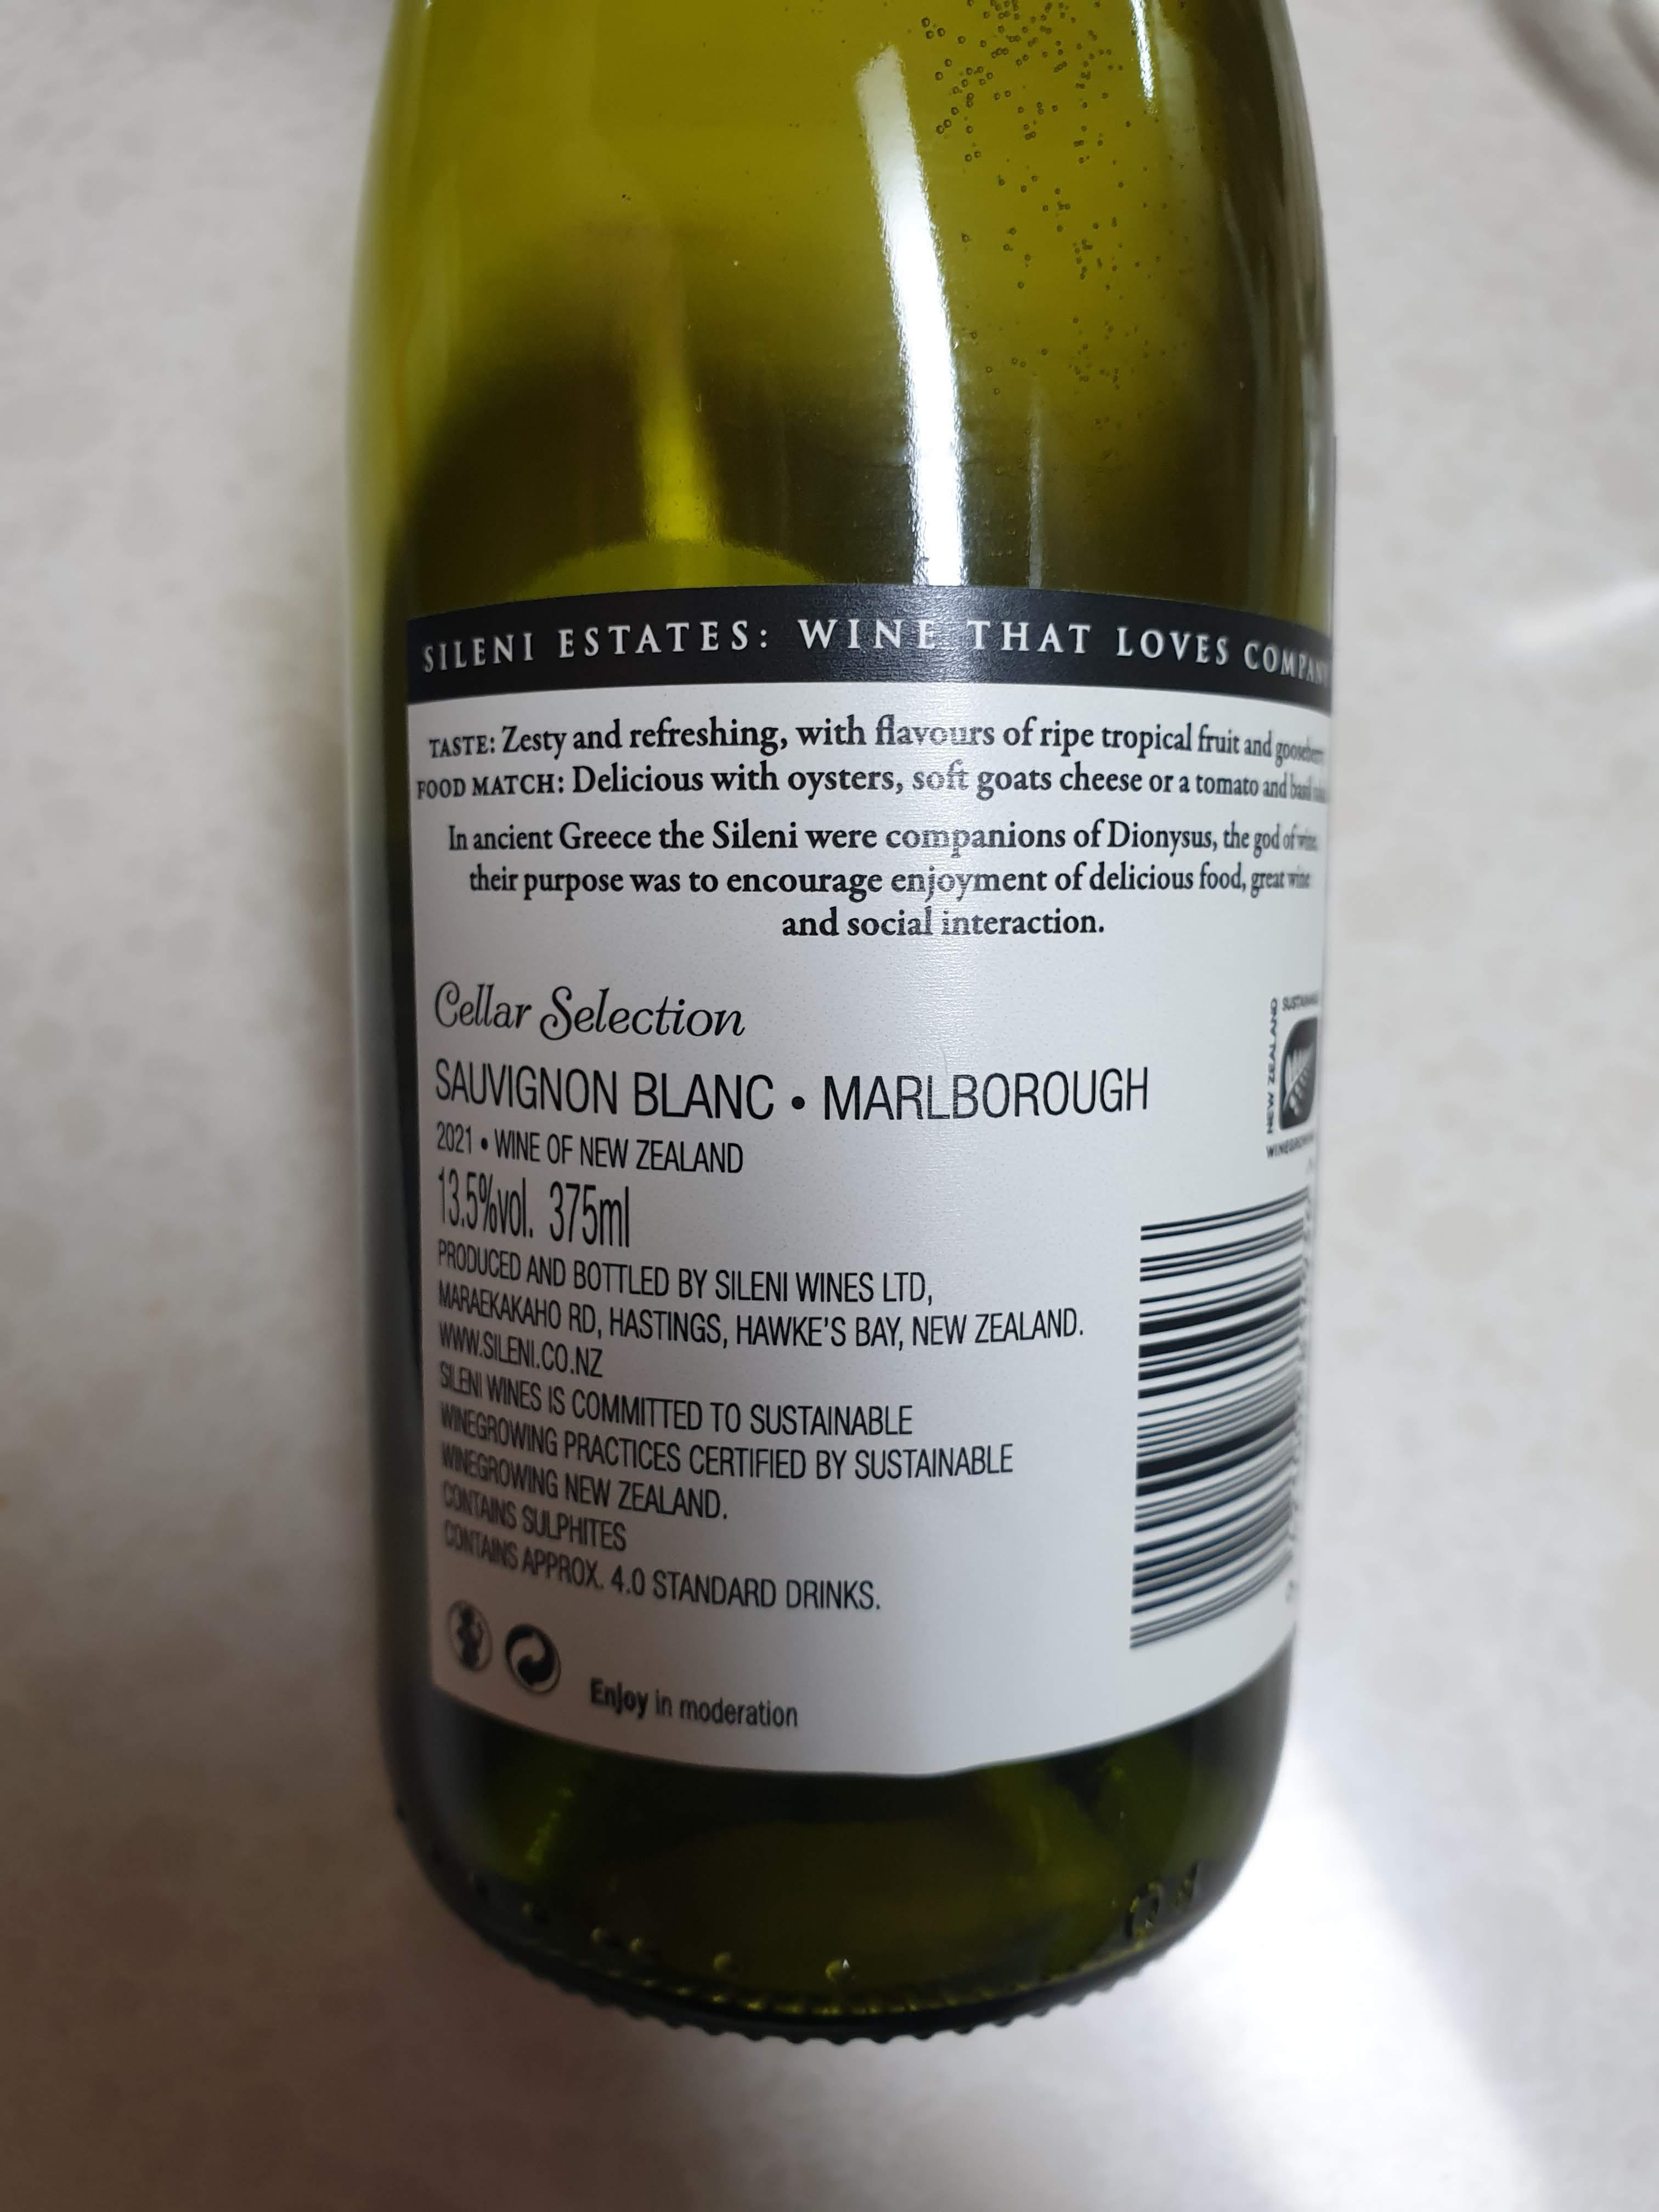 SILENI ESTATES: WINE THAT LOVES COMPANY
TASTE: Zesty and refreshing, with flavours of ripe tropical fruit and gooseberry
FOOD MATCH: Delicious with oysters, soft goats cheese or a tomato and basil
In ancient Greece the Sileni were companions of Dionysus, the god of wine,
their purpose was to encourage enjoyment of delicious food, great wine
and social interaction.
Cellar Selection
SAUVIGNON BLANC • MARLBOROUGH
2021 • WINE OF NEW ZEALAND
13.5%vol. 375ml
PRODUCED AND BOTTLED BY SILENI WINES LTD,
MARAEKAKAHO RD, HASTINGS, HAWKE'S BAY, NEW ZEALAND.
WWW.SILENI.CO.NZ
SILENI WINES IS COMMITTED TO SUSTAINABLE
WINEGROWING PRACTICES CERTIFIED BY SUSTAINABLE
WINEGROWING NEW ZEALAND.
CONTAINS SULPHITES
CONTAINS APPROX. 4.0 STANDARD DRINKS.
Enjoy in moderation
NEW ZEALAND